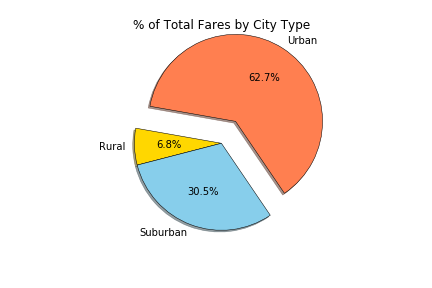 % of Total Fares by City Type
Urban
62.7%
Rural
6.8%
30.5%
Suburban